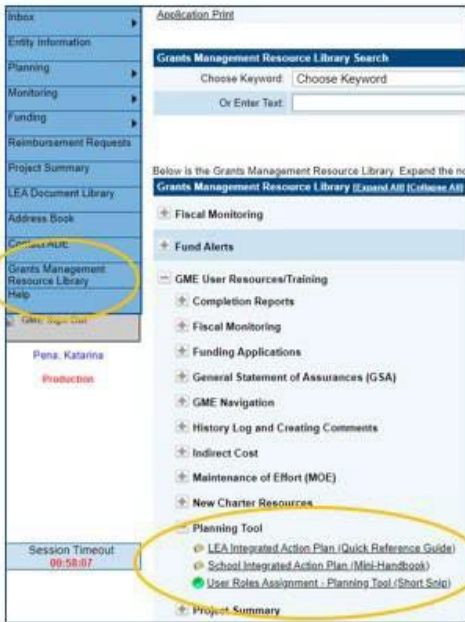 Inbox
Entity Information
Planning
Monitoring
Funding
Reimbursement Requests
Project Summary
LEA Document Library
Address Book
Contact ADE
Grants Management
Resource Library
Help
GME Sign Out
Pena, Katarina
Production
Session Timeout
00:58:07
Application Print
Grants Management Resource Library Search
Choose Keyword: Choose Keyword
Or Enter Text:
Below is the Grants Management Resource Library. Expand the no
Grants Management Resource Library [Expand All] [Collapse All]
Fiscal Monitoring
Fund Alerts
GME User Resources/Training
Completion Reports
Fiscal Monitoring
Funding Applications
General Statement of Assurances (GSA)
GME Navigation
History Log and Creating Comments
Indirect Cost
Maintenance of Effort (MOE)
New Charter Resources
Planning Tool
LEA Integrated Action Plan (Quick Reference Guide)
School Integrated Action Plan (Mini-Handbook)
User Roles Assignment - Planning Tool (Short Snip)
Project Summary